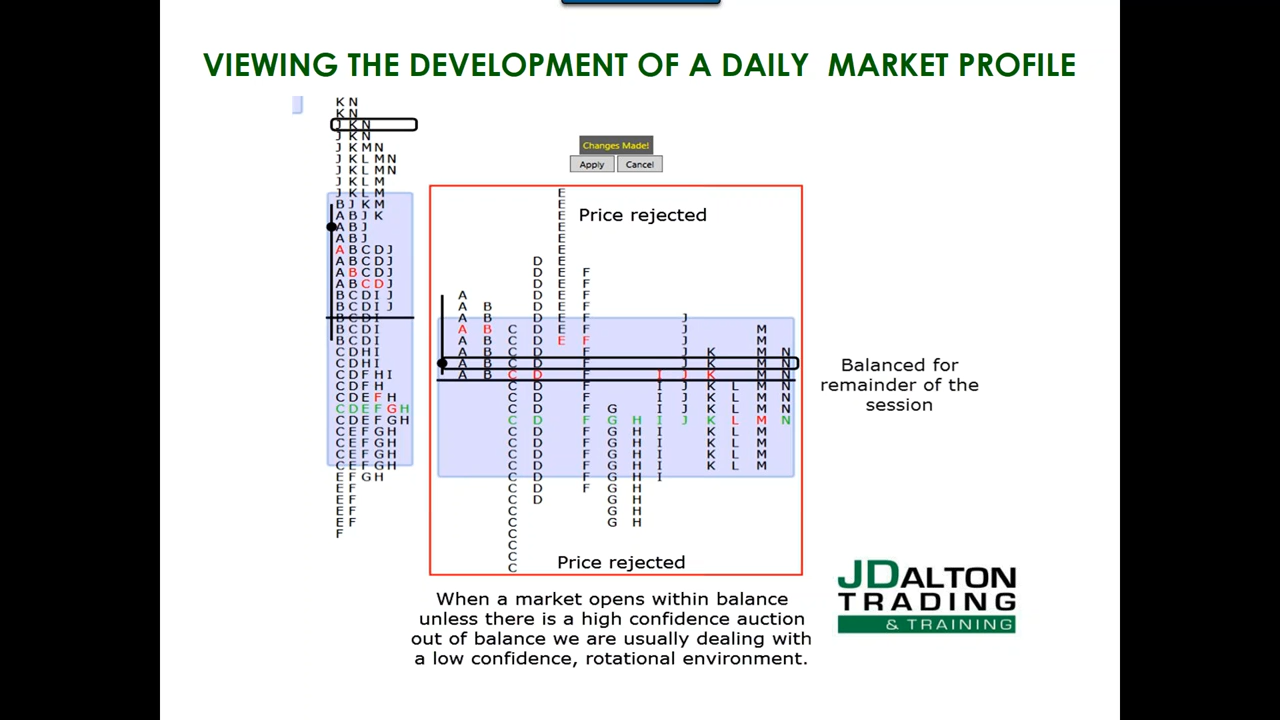 VIEWING THE DEVELOPMENT OF A DAILY MARKET PROFILE
K N
K N
J K N
J K N
J K M N
J K L M N
J K L M N
J K L M
J K L M
B J K M
A B J K
A B J
A B J
A B C D J
A B C D J
A B C D J
A B C D J
B C D I J
B C D I J
B C D I
B C D I
B C D I
C D H I
C D H I
C D F H I
C D F H
C D E F H
C D E F G H
C D E F G H
C E F G H
C E F G H
C E F G H
C E F G H
E F G H
E F
E F
E F
E F
F
Changes Made!
Apply Cancel
E
E
E Price rejected
E
E
E
D E
D E F
D E F
A D E F
A B D E F
A B D E F J
A B C D E F J M
A B C D E F J M
A B C D F J K M N
A B C D F J K M N
A B C D F I J K M N
C D F I J K L M N
C D F I J K L M N
C D F G I J K L M N
C D F G H I J K L M N
C D F G H I K L M
C D F G H I K L M
C D F G H I K L M
C D F G H I K L M
C D F G H I
C D F G H
C D G H
C G H
C G H
C
C
C Price rejected
C
Balanced for
remainder of the
session
When a market opens within balance
unless there is a high confidence auction
out of balance we are usually dealing with
a low confidence, rotational environment.
JDALTON
TRADING
& TRAINING